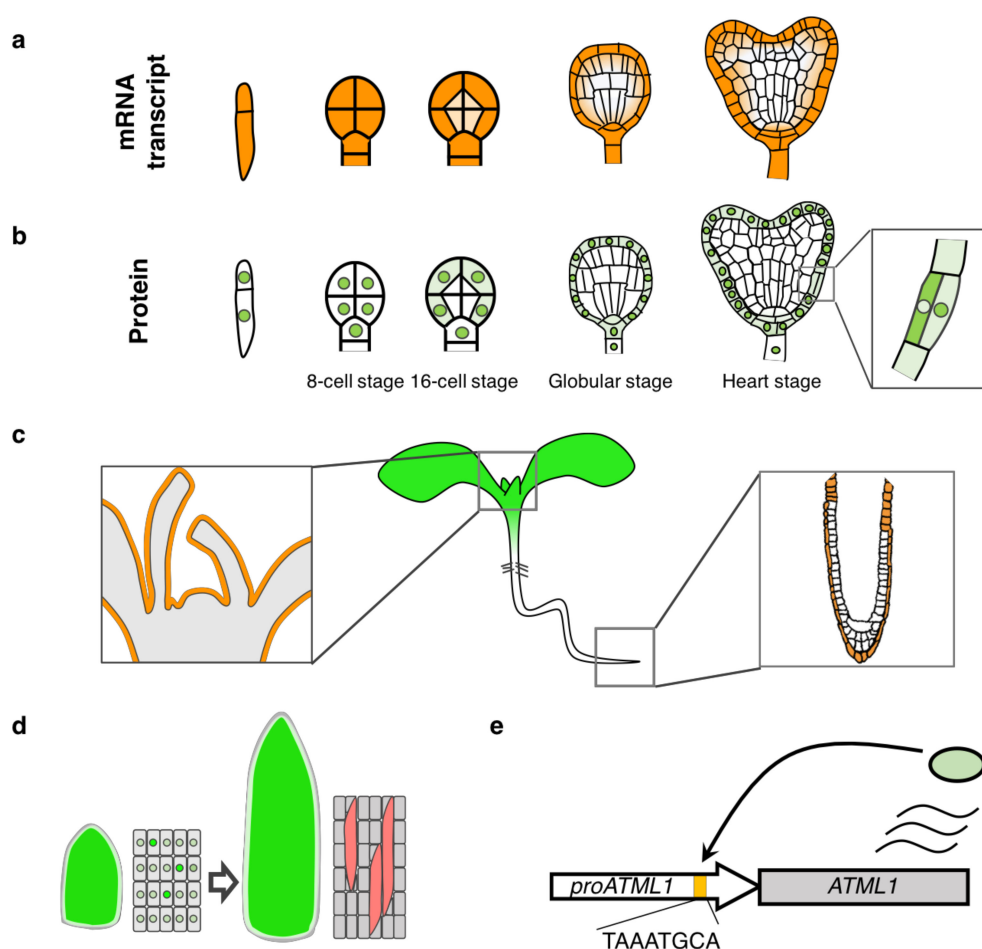 a
mRNA
transcript
b
Protein
8-cell stage 16-cell stage Globular stage Heart stage
c
d
e
proATML1 ATML1
TAAATGCA